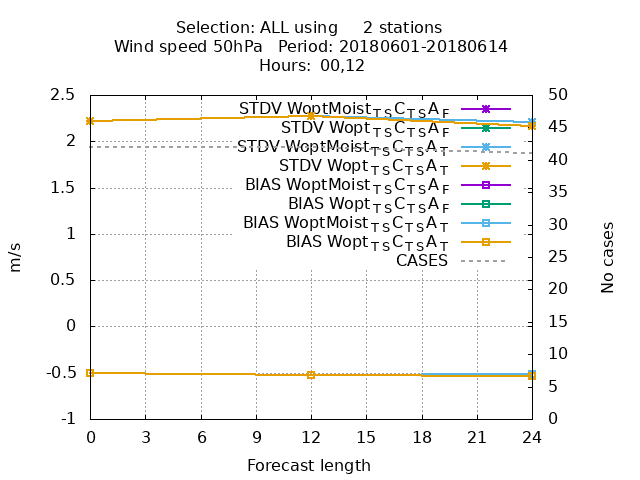 Selection: ALL using     2 stations
Wind speed 50hPa   Period: 20180601-20180614
Hours: 00,12
2.5
2
1.5
1
0.5
0
-0.5
-1
m/s
STDV WoptMoist_TS C_TS A_F
STDV Wopt_TS C_TS A_F
STDV WoptMoist_TS C_TS A_T
STDV Wopt_TS C_TS A_T
BIAS WoptMoist_TS C_TS A_F
BIAS Wopt_TS C_TS A_F
BIAS WoptMoist_TS C_TS A_T
BIAS Wopt_TS C_TS A_T
CASES
50
45
40
35
30
25
20
15
10
5
0
No cases
0 3 6 9 12 15 18 21 24
Forecast length